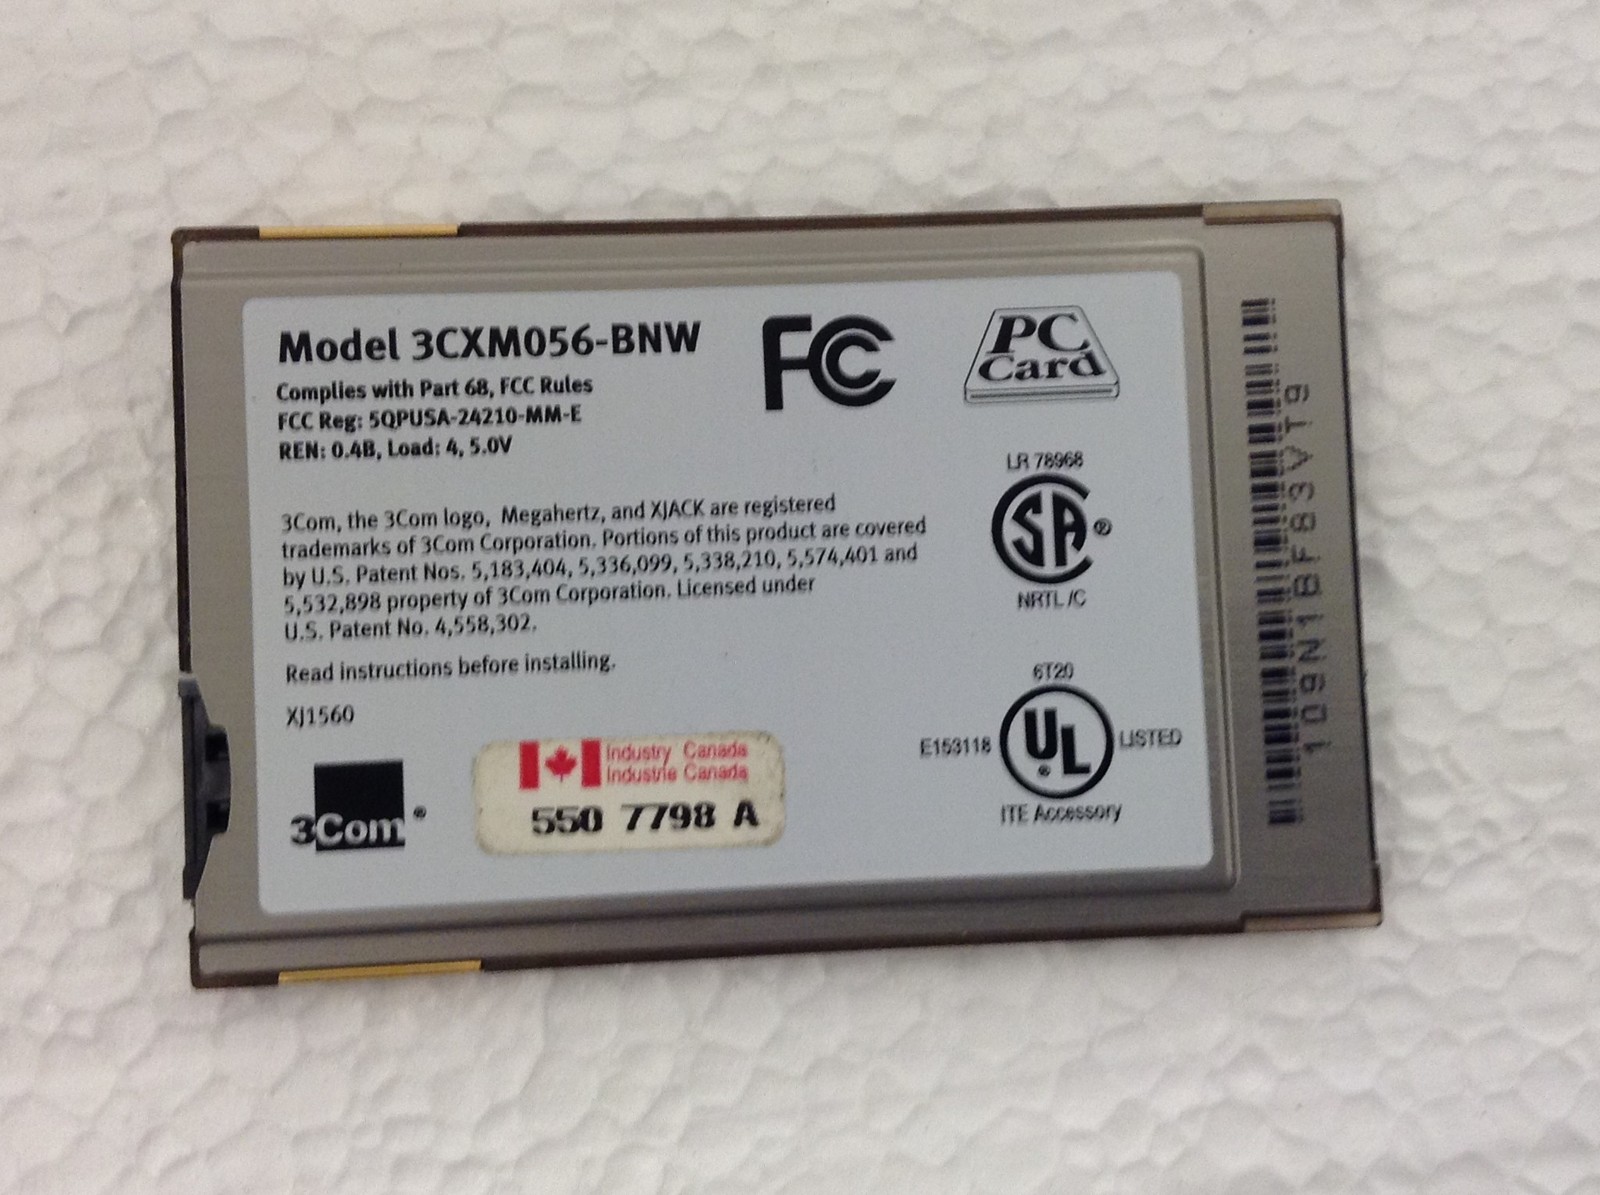 Model 3CXM056-BNW
Complies with Part 68, FCC Rules
FCC Reg: 5QPUSA-24210-MM-E
REN: 0.4B, Load: 4, 5.0V
FC
PC
Card
3Com, the 3Com logo, Megahertz, and XJACK are registered
trademarks of 3Com Corporation. Portions of this product are covered
by U.S. Patent Nos. 5,183,404, 5,336,099, 5,338,210, 5,574,401 and
5,532,898 property of 3Com Corporation. Licensed under
U.S. Patent No. 4,558,302.
Read instructions before installing.
XJ1560
3Com®
Industry Canada
Industrie Canada
550 7798 A
LR 78968
SA®
NRTL/C
6T20
E153118 UL® LISTED
ITE Accessory
109N1BF83VT9